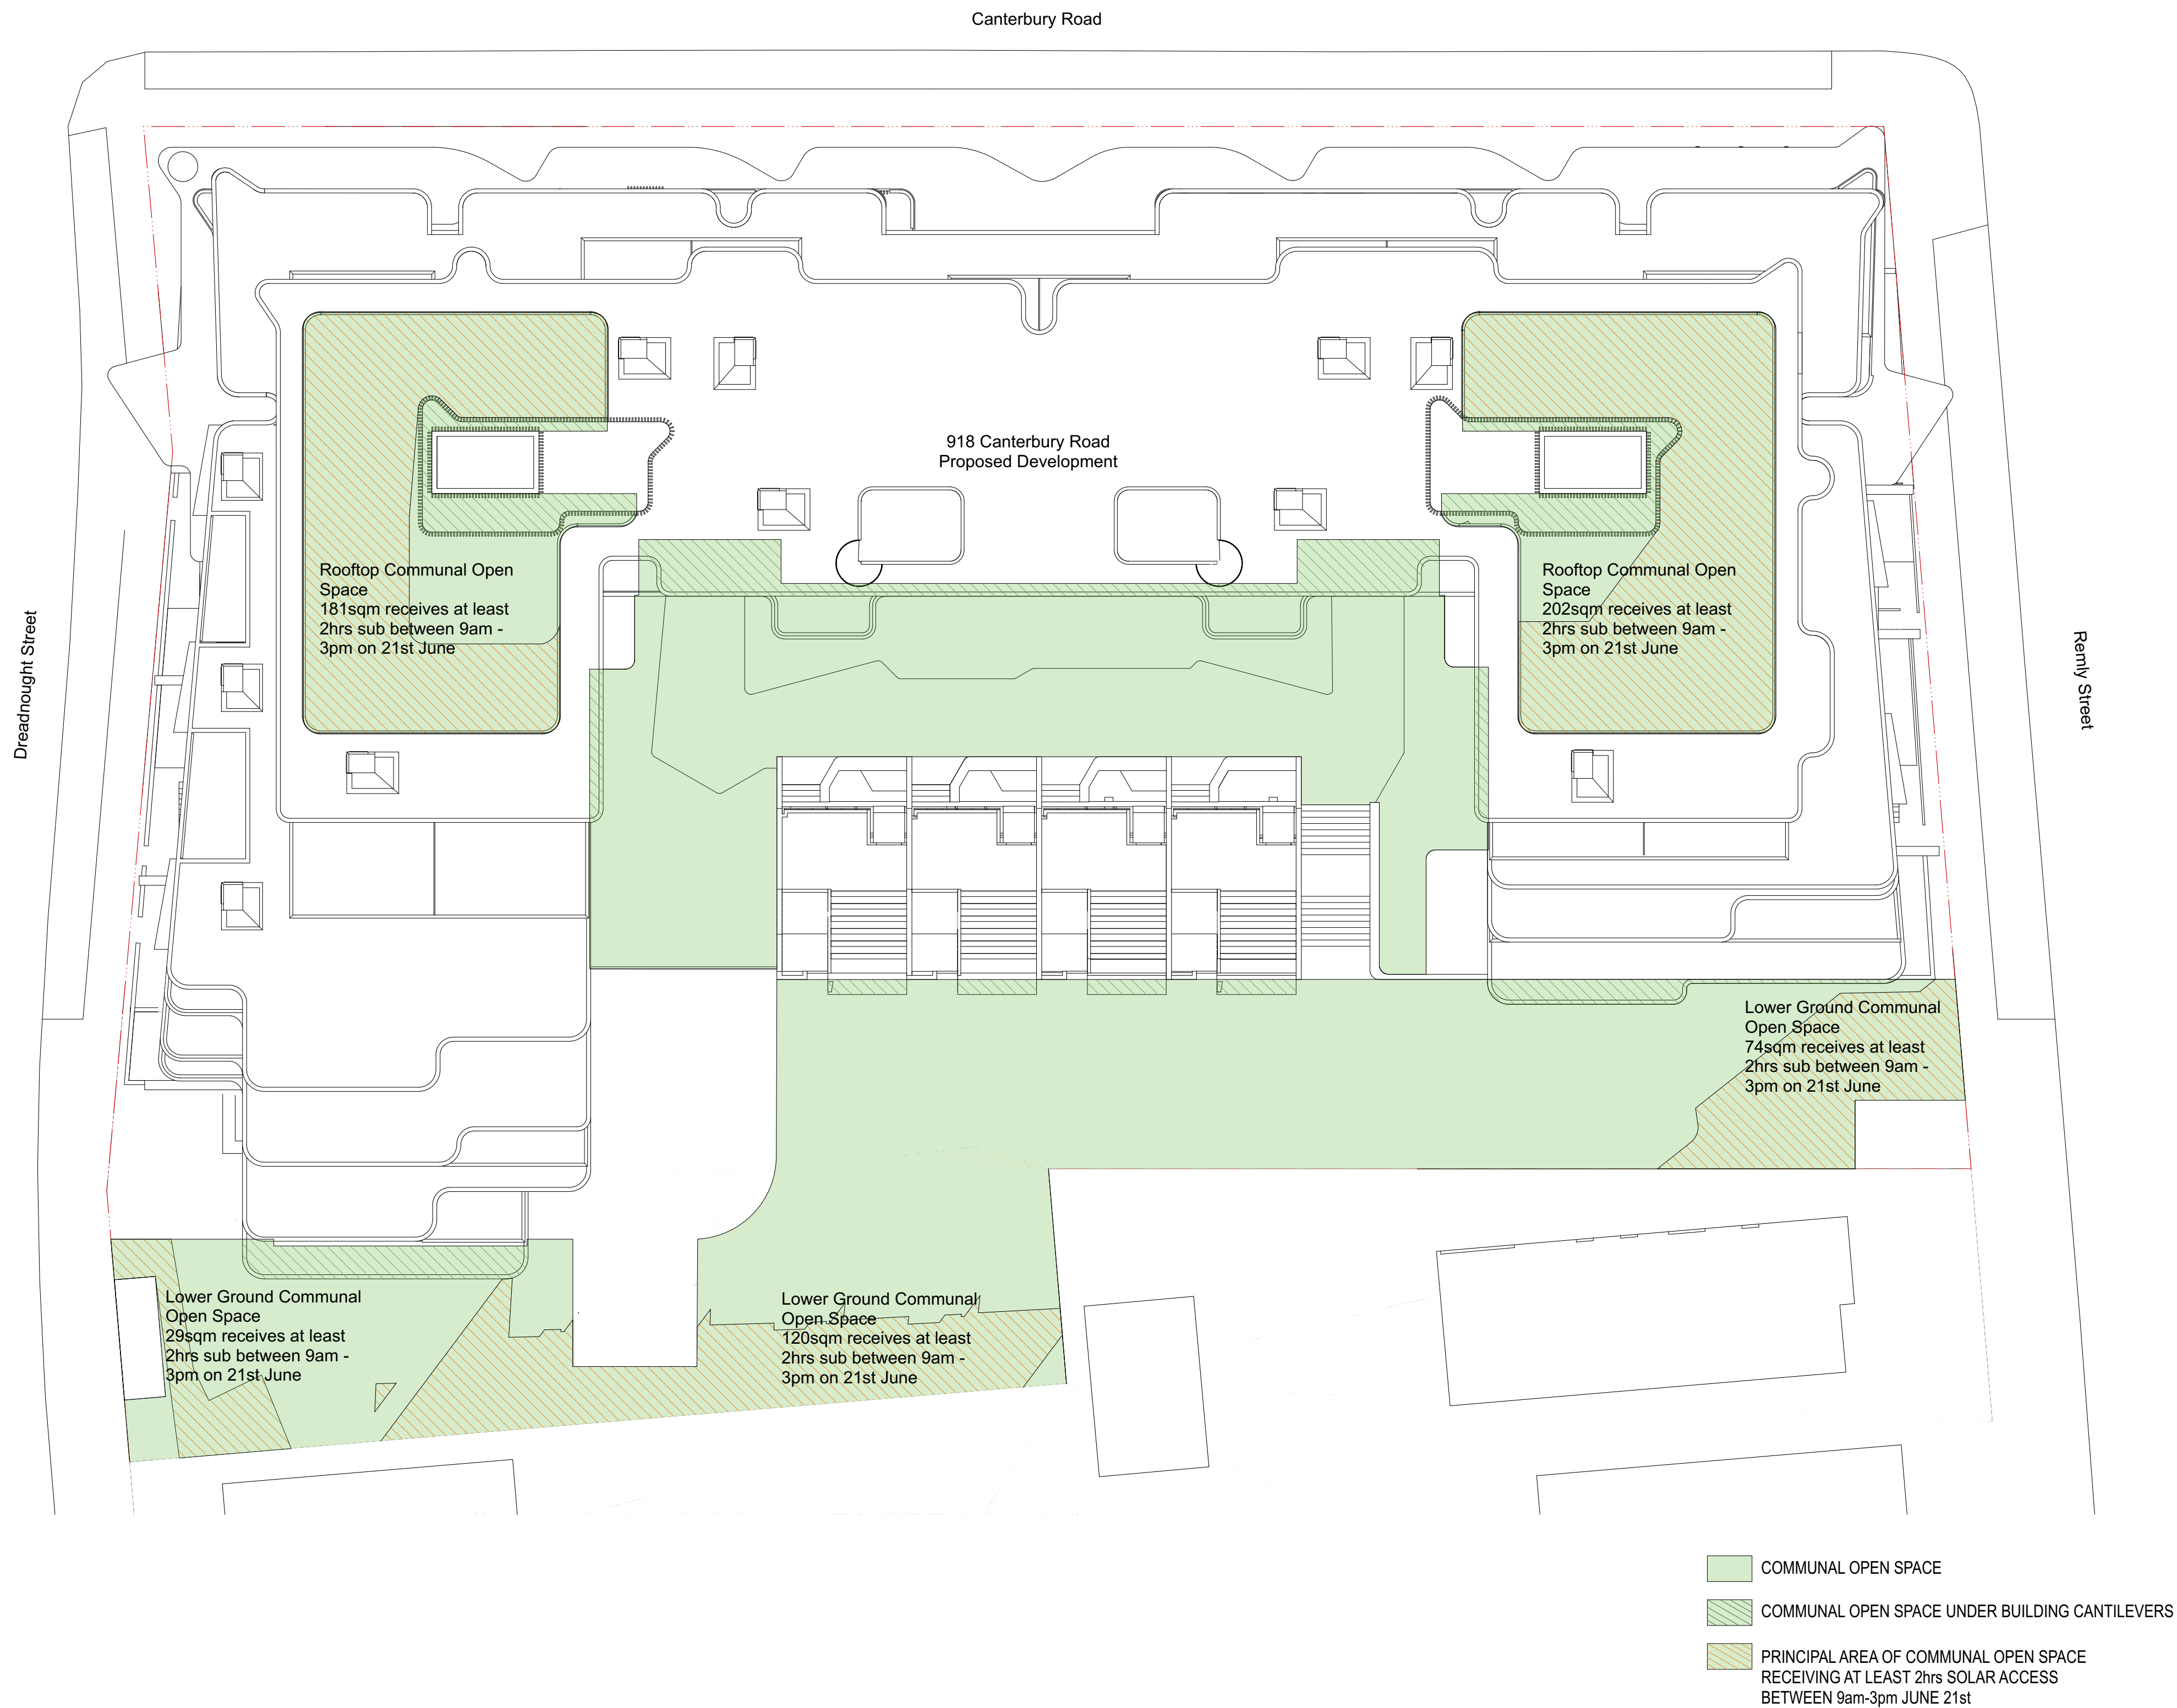 Canterbury Road
918 Canterbury Road
Proposed Development
Rooftop Communal Open
Space
181sqm receives at least
2hrs sub between 9am -
3pm on 21st June
Rooftop Communal Open
Space
202sqm receives at least
2hrs sub between 9am -
3pm on 21st June
Dreadnought Street
Remly Street
Lower Ground Communal
Open Space
74sqm receives at least
2hrs sub between 9am -
3pm on 21st June
Lower Ground Communal
Open Space
29sqm receives at least
2hrs sub between 9am -
3pm on 21st June
Lower Ground Communal
Open Space
120sqm receives at least
2hrs sub between 9am -
3pm on 21st June
COMMUNAL OPEN SPACE
COMMUNAL OPEN SPACE UNDER BUILDING CANTILEVERS
PRINCIPAL AREA OF COMMUNAL OPEN SPACE
RECEIVING AT LEAST 2hrs SOLAR ACCESS
BETWEEN 9am-3pm JUNE 21st